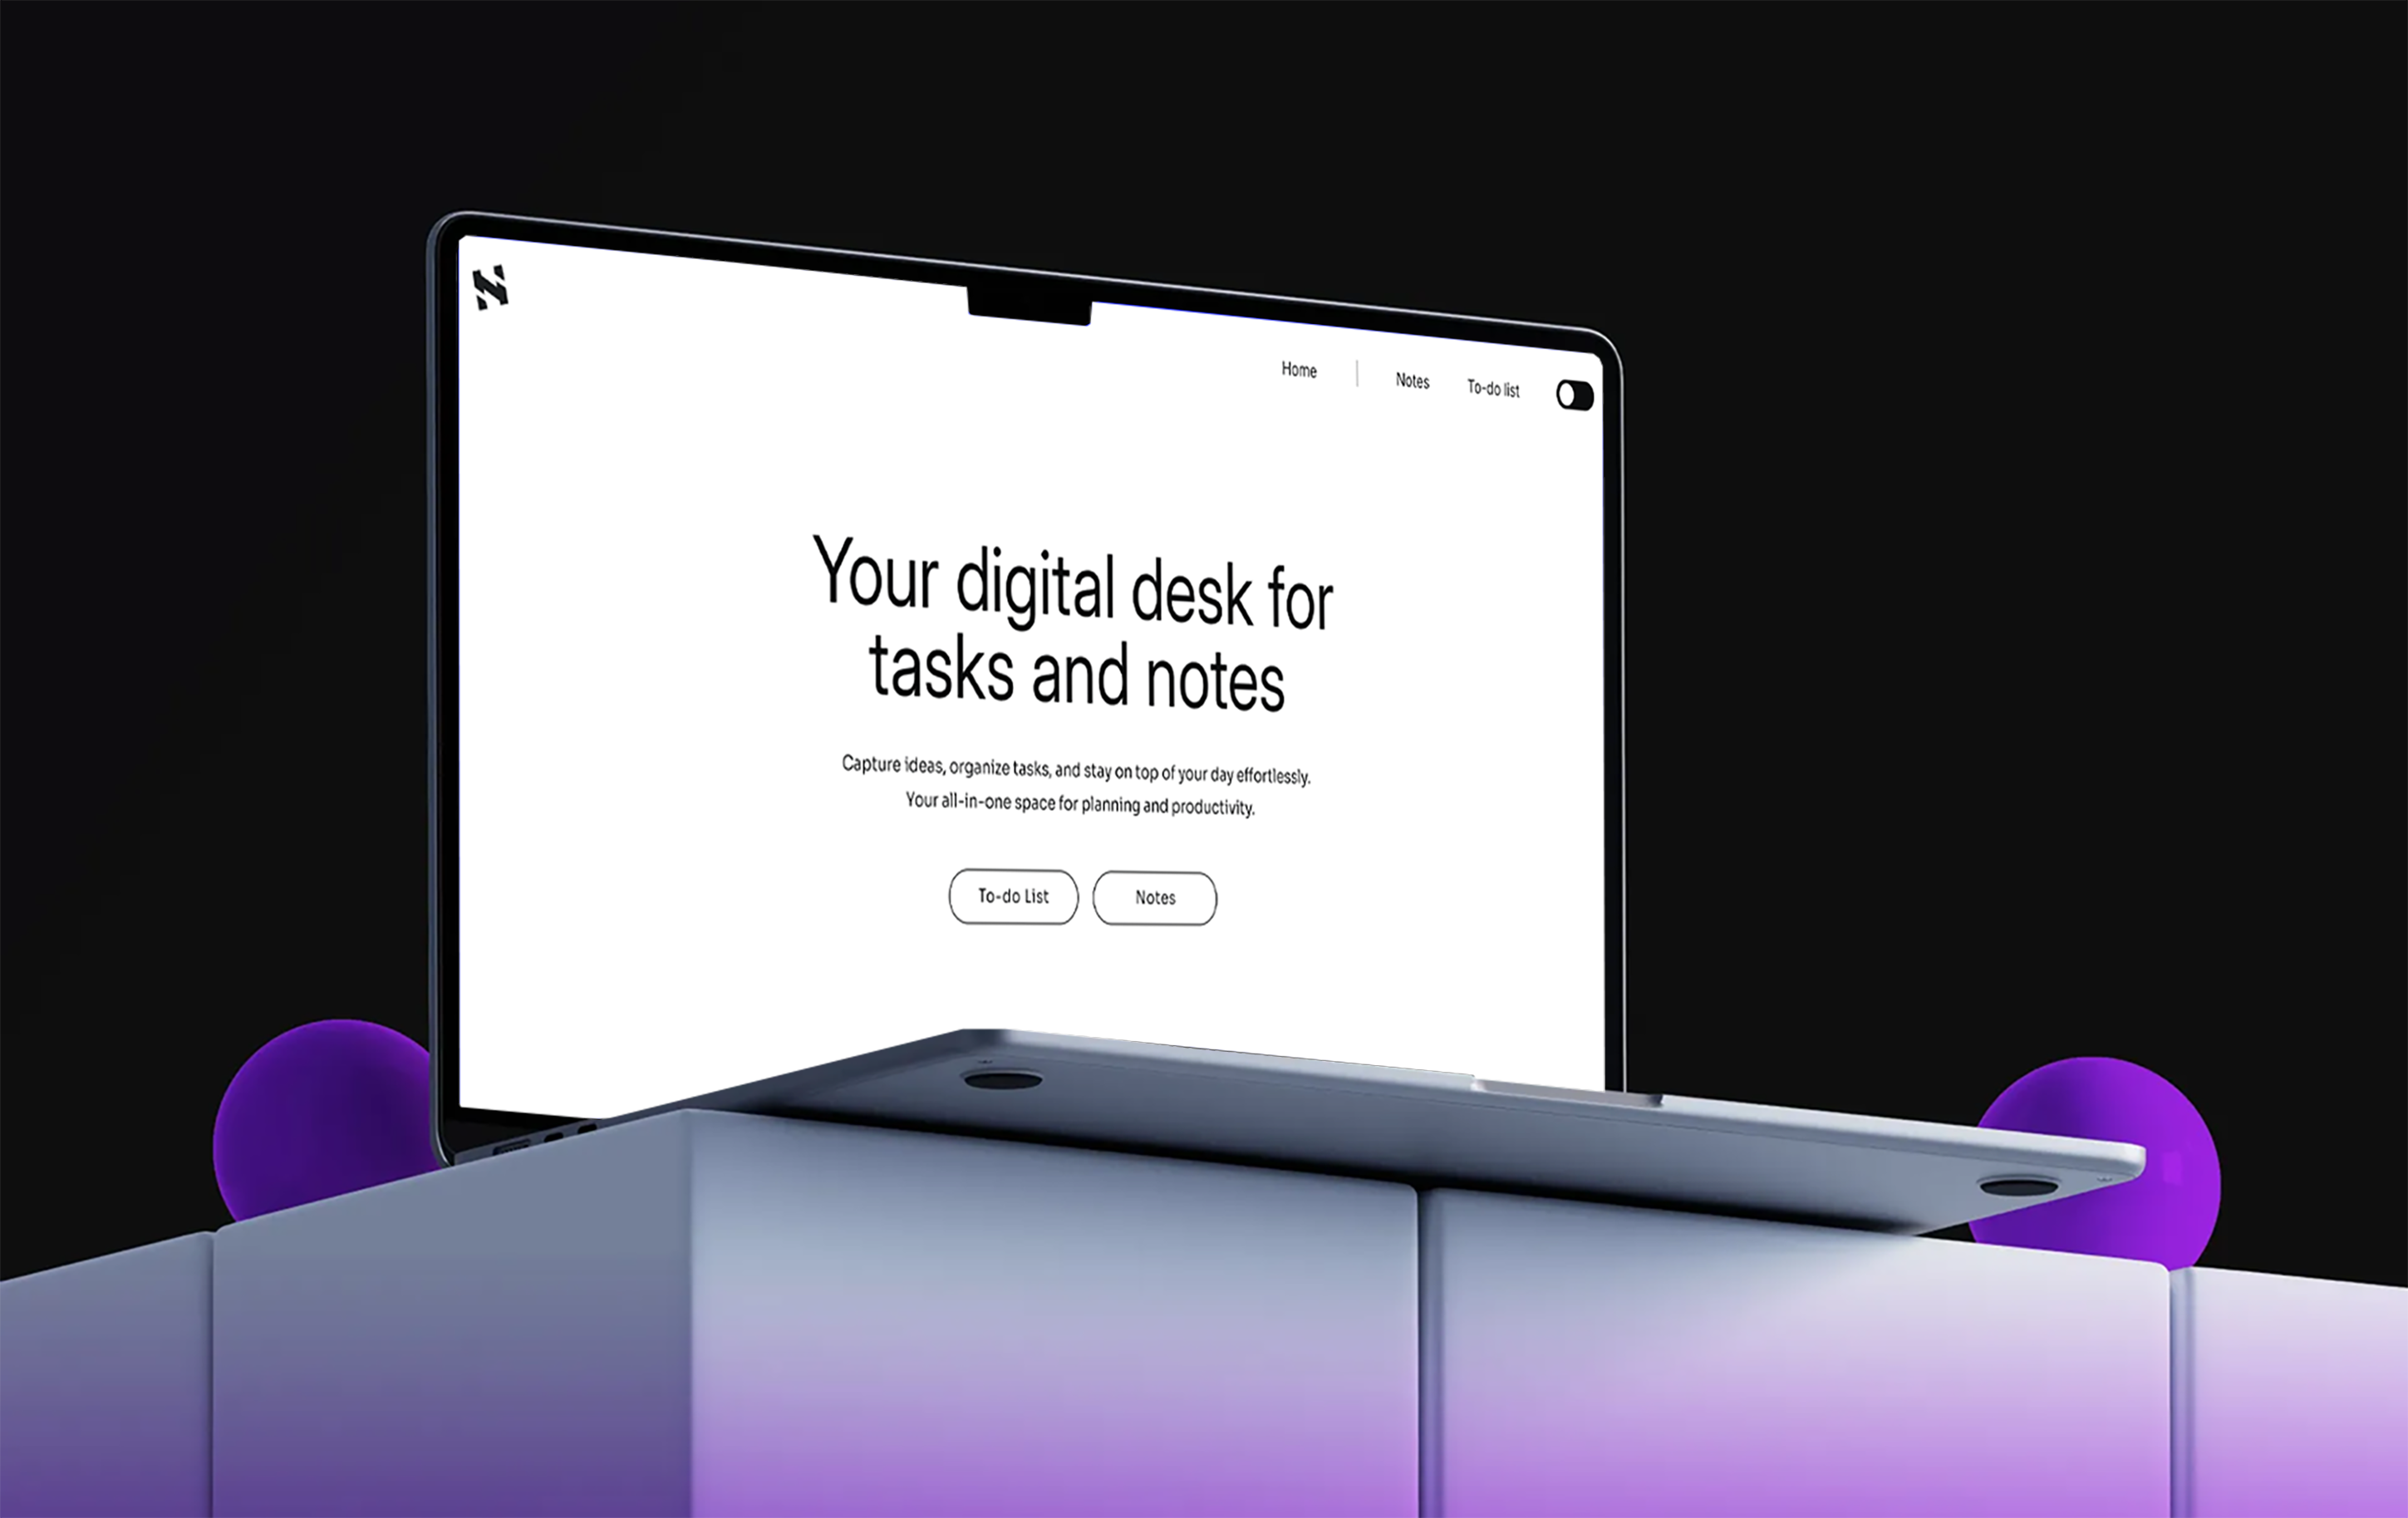 Home
Notes
To-do list
Your digital desk for
tasks and notes
Capture ideas, organize tasks, and stay on top of your day effortlessly.
Your all-in-one space for planning and productivity.
To-do List
Notes